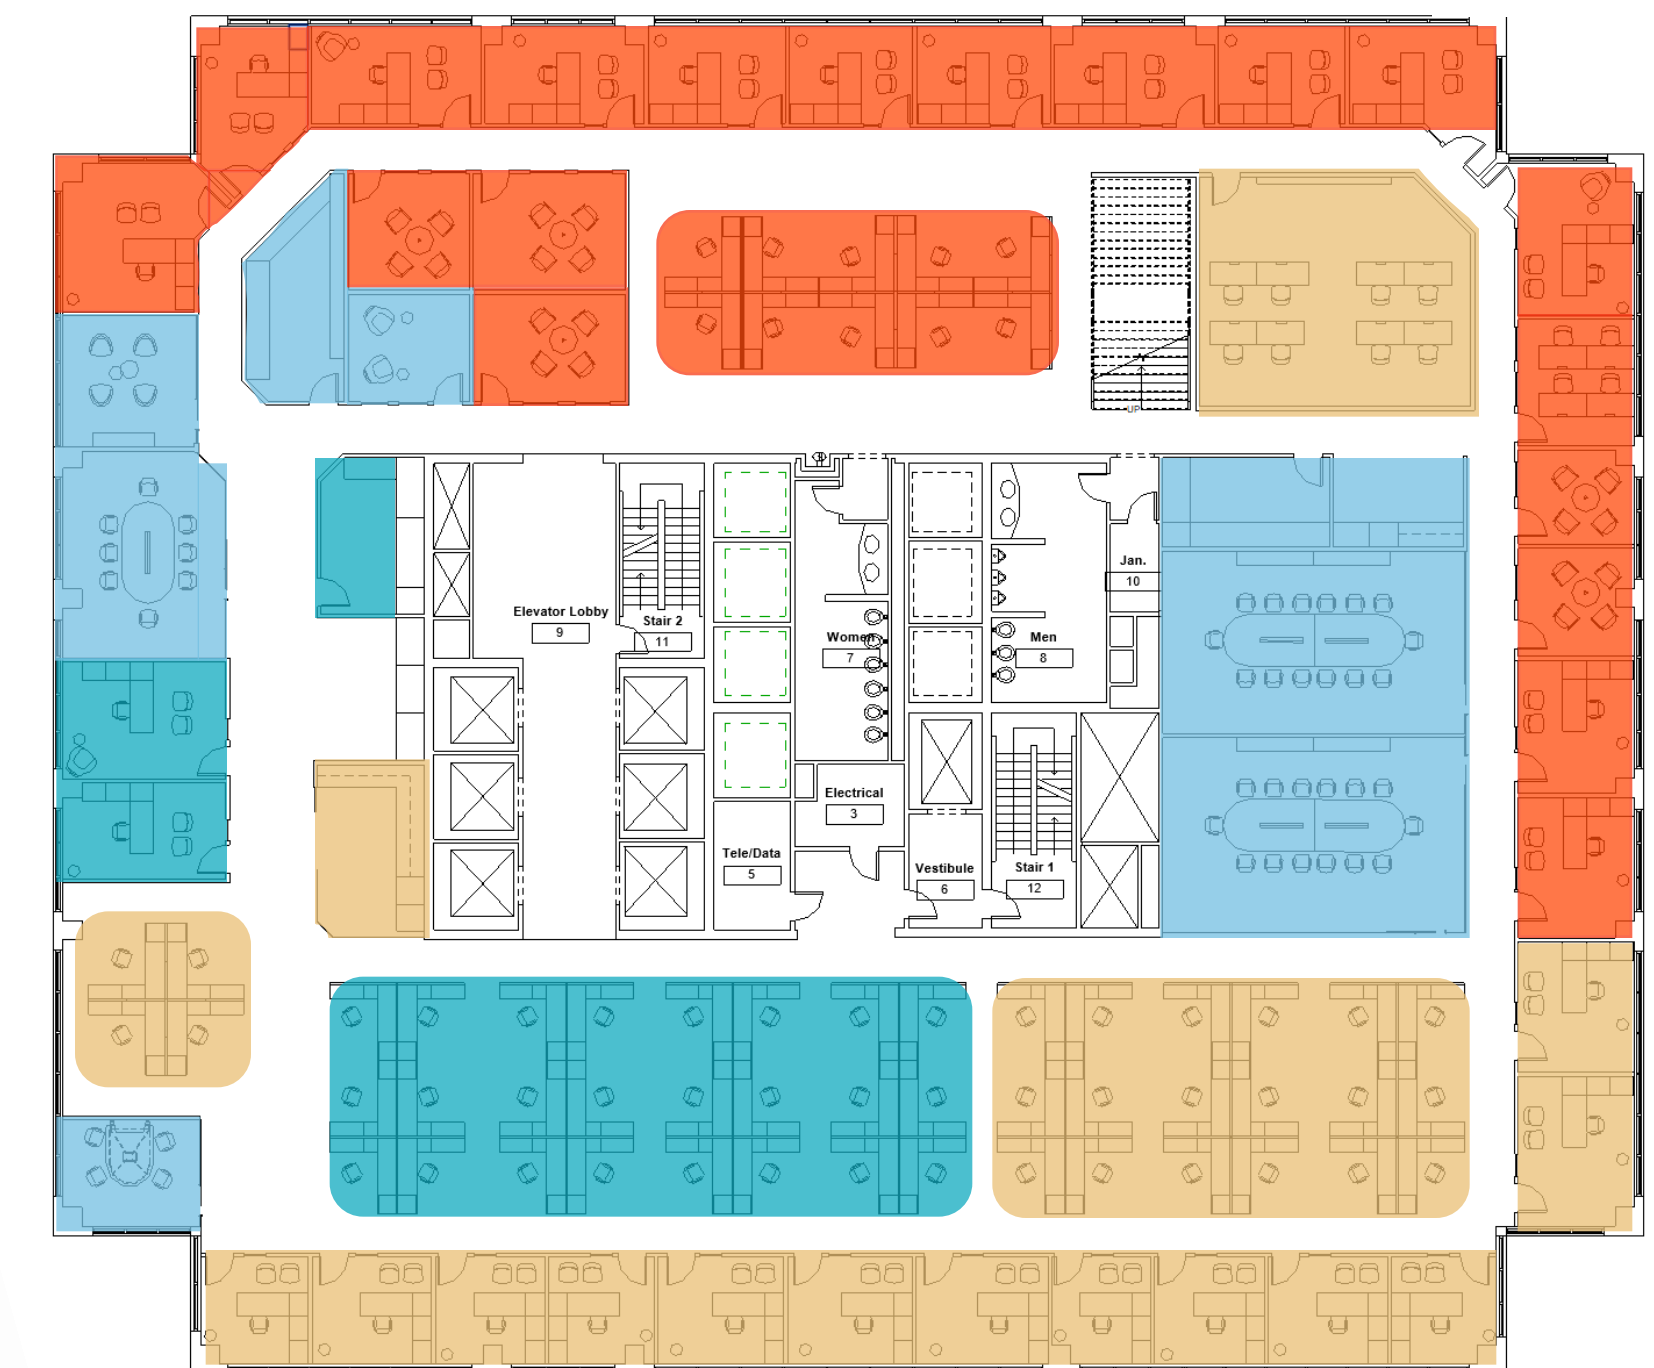 UP
Jan.
10
Elevator Lobby
9
Stair 2
11
Women
7
Men
8
Electrical
3
Tele/Data
5
Vestibule
6
Stair 1
12